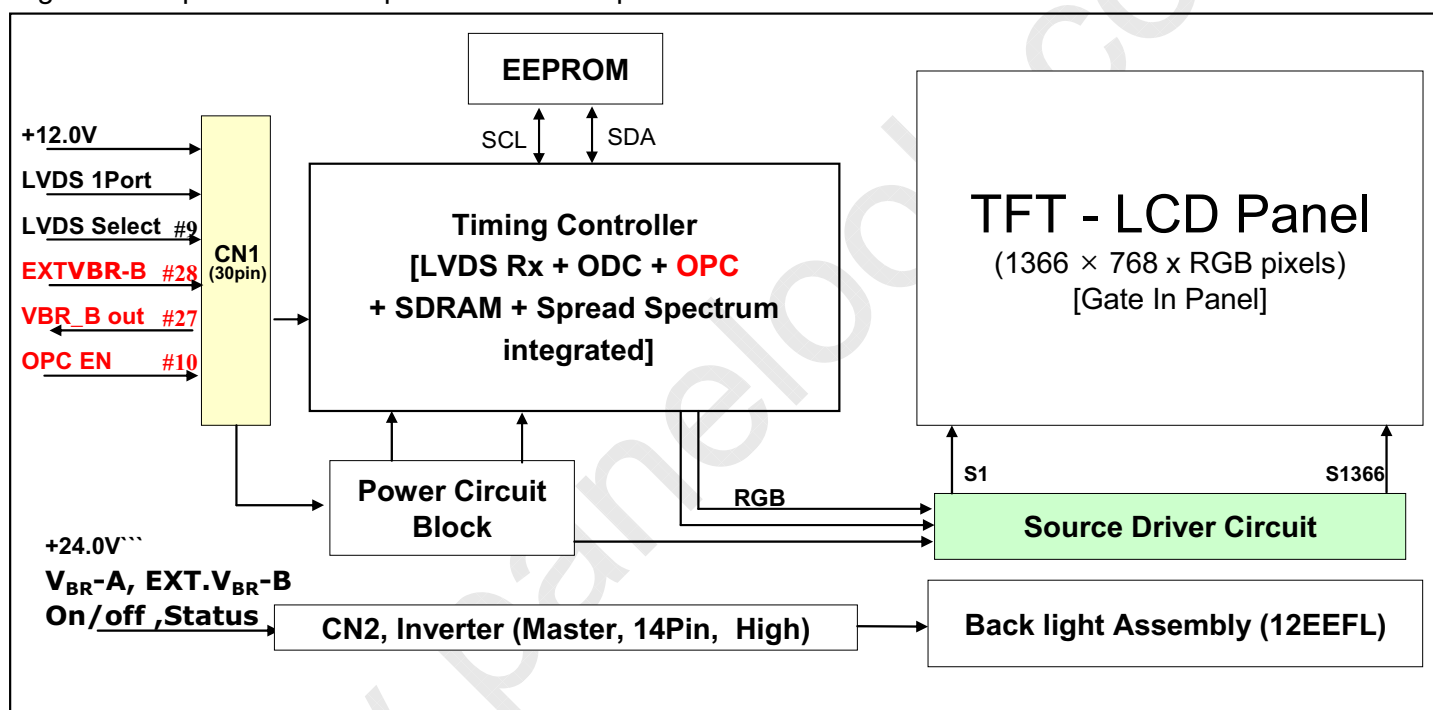 EEPROM
SCL
SDA
+12.0V
LVDS 1Port
LVDS Select #9
EXTVBR-B #28
VBR_B out #27
OPC EN #10
CN1
(30pin)
Timing Controller
[LVDS Rx + ODC + OPC
+ SDRAM + Spread Spectrum
integrated]
TFT - LCD Panel
(1366 × 768 x RGB pixels)
[Gate In Panel]
S1
S1366
Power Circuit
Block
RGB
Source Driver Circuit
+24.0V```
VBR-A, EXT.VBR-B
On/off ,Status
CN2, Inverter (Master, 14Pin, High)
Back light Assembly (12EEFL)